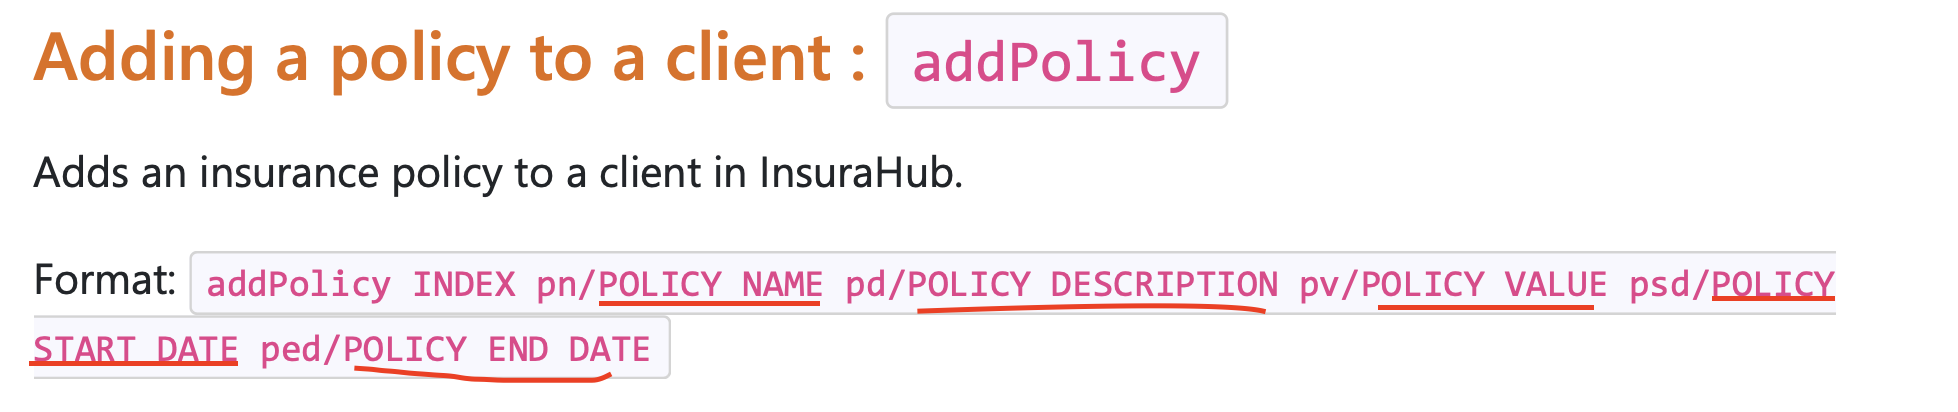 Adding a policy to a client : addPolicy
Adds an insurance policy to a client in InsuraHub.
Format: addPolicy INDEX pn/POLICY NAME pd/POLICY DESCRIPTION pv/POLICY VALUE psd/POLICY
START DATE ped/POLICY END DATE